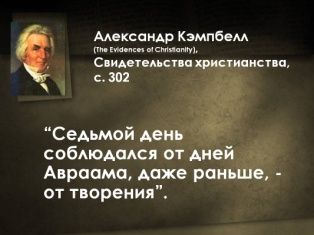 Александр Кэмпбелл
(The Evidences of Christianity),
Свидетельства христианства,
с. 302
“Седьмой день
соблюдался от дней
Авраама, даже раньше, -
от творения”.